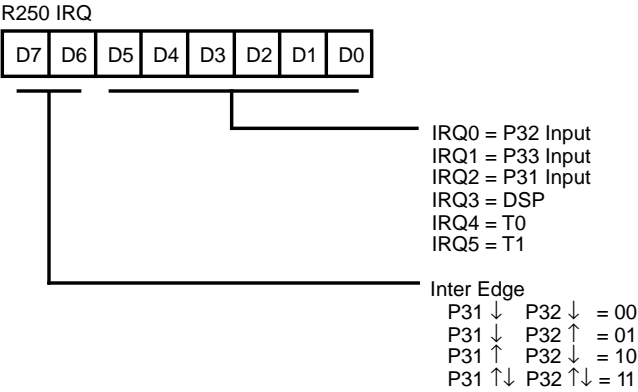 R250 IRQ
D7 D6 D5 D4 D3 D2 D1 D0
IRQ0 = P32 Input
IRQ1 = P33 Input
IRQ2 = P31 Input
IRQ3 = DSP
IRQ4 = T0
IRQ5 = T1
Inter Edge
P31 ↓ P32 ↓ = 00
P31 ↓ P32 ↑ = 01
P31 ↑ P32 ↓ = 10
P31 ↑↓ P32 ↑↓ = 11